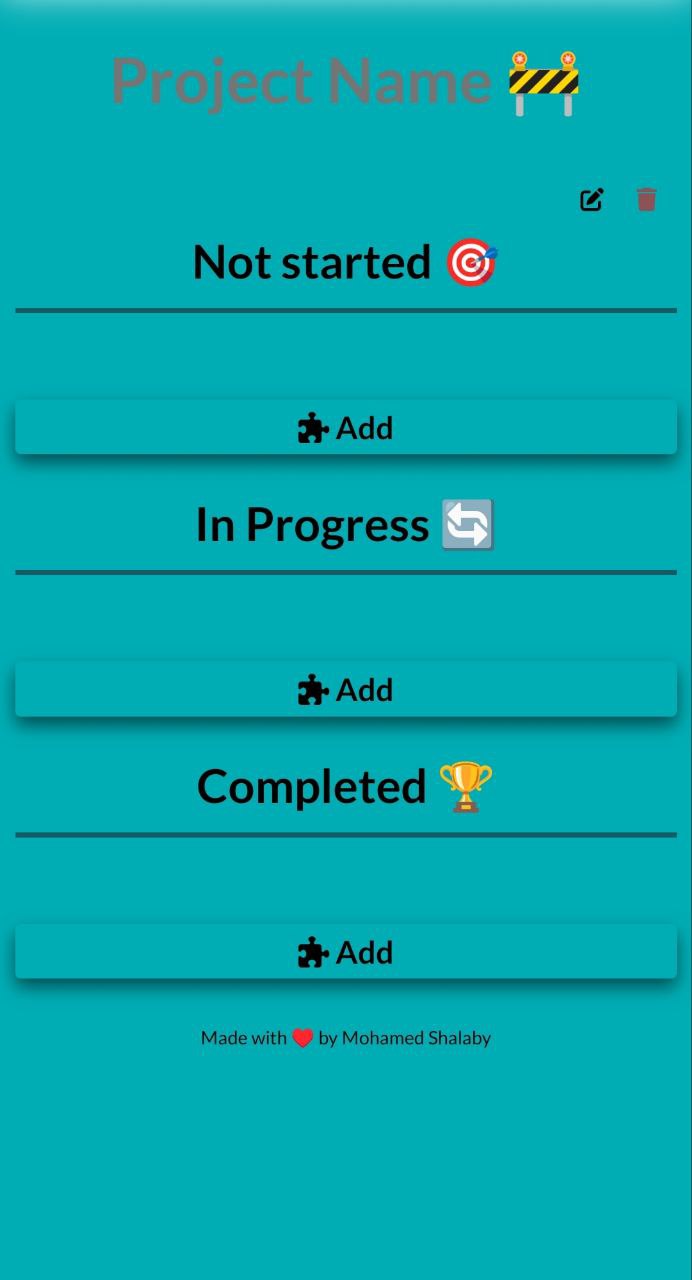 Project Name 🚧
Not started 🎯
Add
In Progress 🔄
Add
Completed 🏆
Add
Made with ❤️ by Mohamed Shalaby